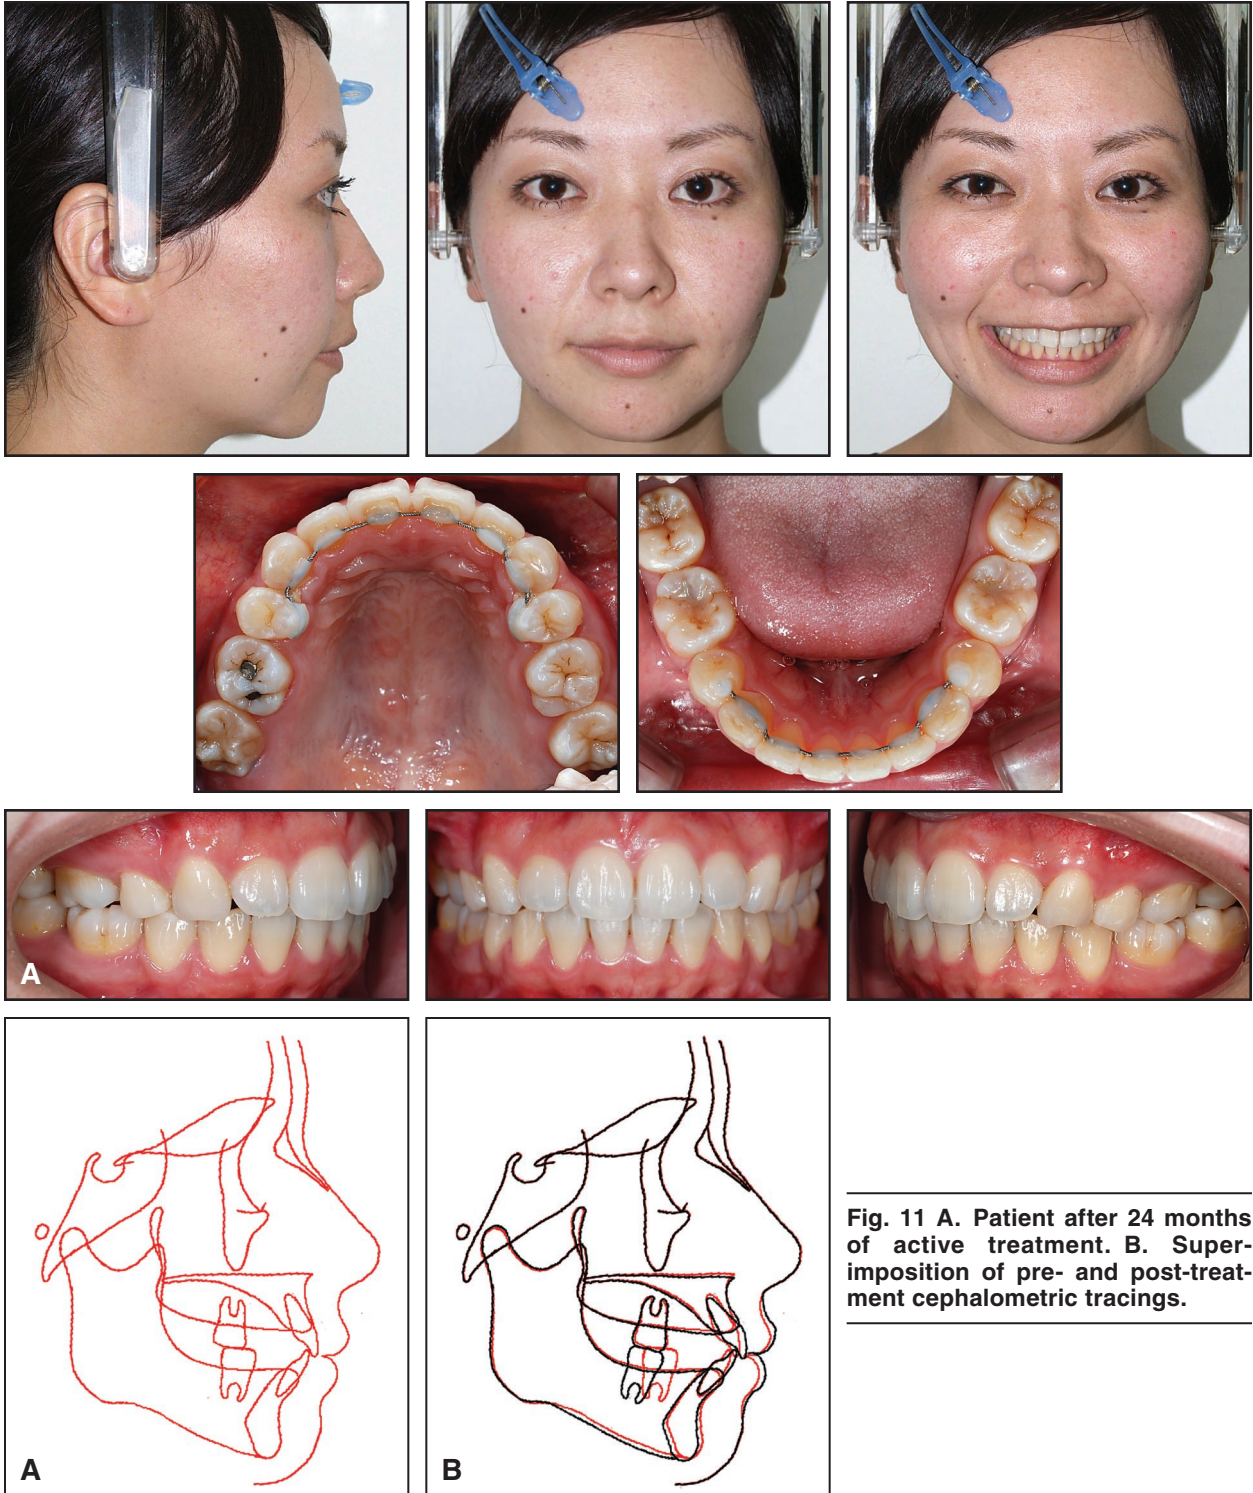 A
A
B
Fig. 11 A. Patient after 24 months
of active treatment. B. Super-
imposition of pre- and post-treat-
ment cephalometric tracings.